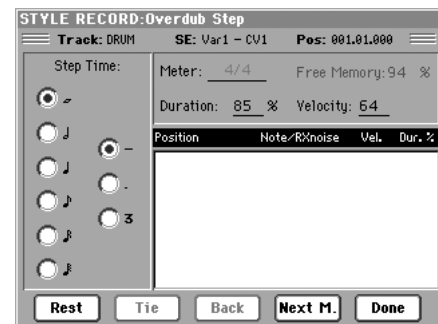 STYLE RECORD:Overdub Step
Track: DRUM SE: Var1 - CV1 Pos: 001.01.000
Step Time:
Meter: 4/4 Free Memory:94 %
Duration: 85 % Velocity: 64
Position Note/RXnoise Vel. Dur.%
–
.
3
Rest Tie Back Next M. Done